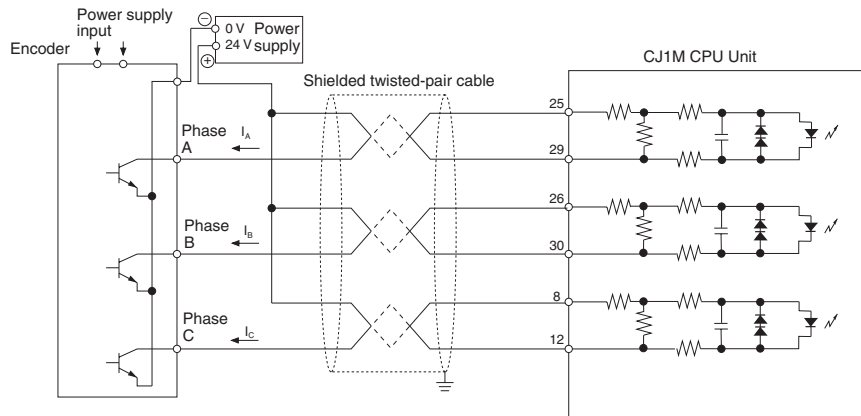 Power supply
input
Encoder
⊖
0 V
24 V
⊕
Power
supply
Shielded twisted-pair cable
CJ1M CPU Unit
Phase
A
IA
25
29
Phase
B
IB
26
30
Phase
C
IC
8
12